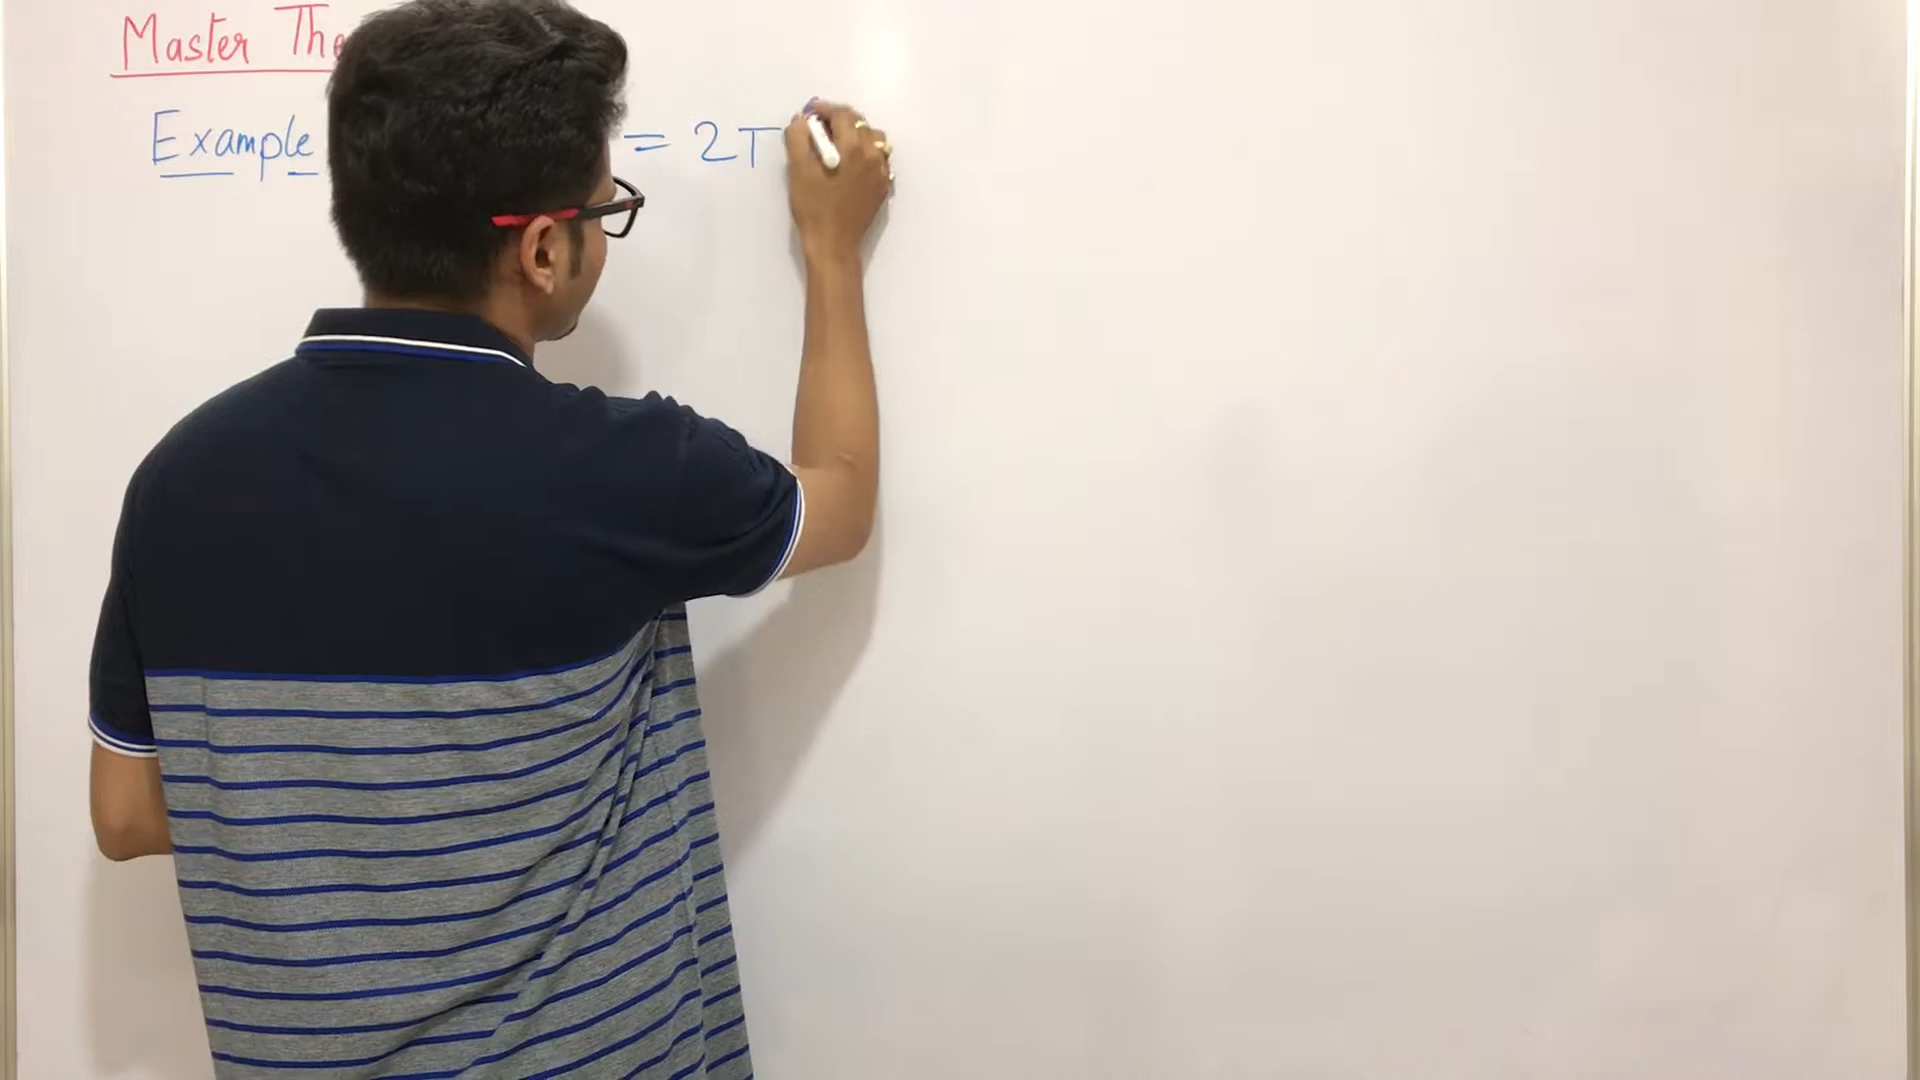 Master The
Example = 2T